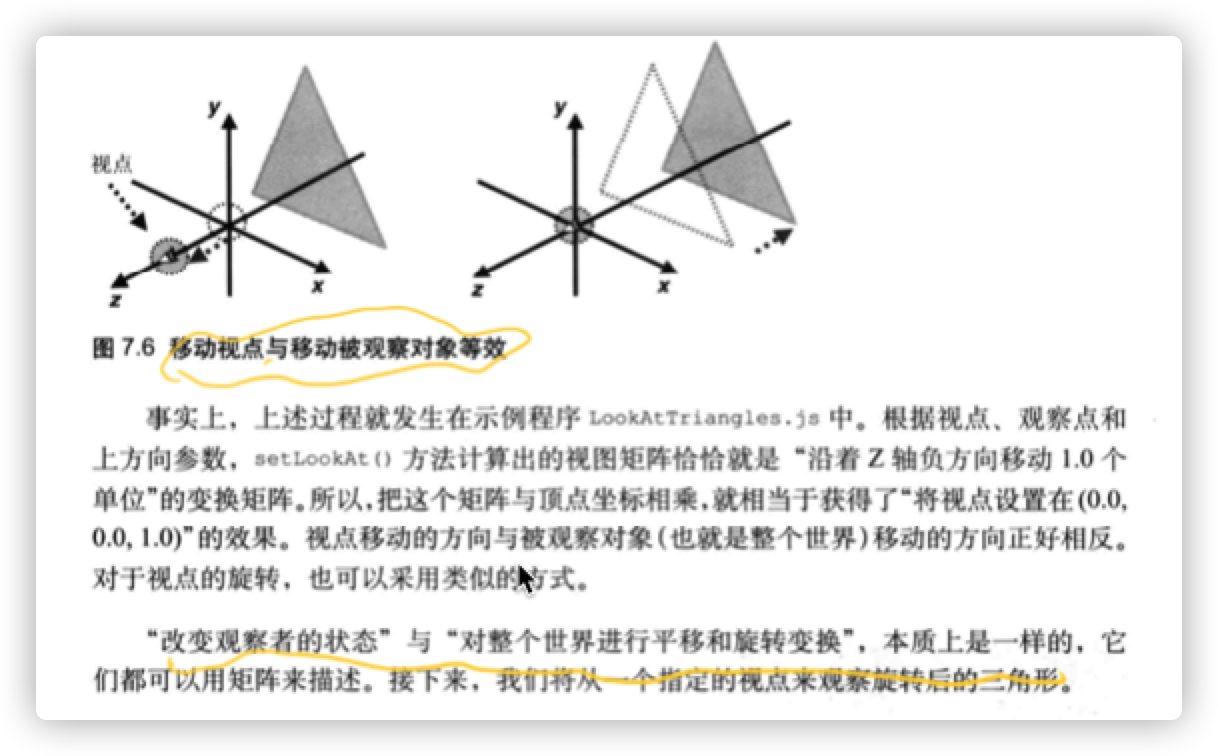 y
y
视点
x
x
z
z
图 7.6 移动视点与移动被观察对象等效
事实上，上述过程就发生在示例程序 LookAtTriangles.js 中。根据视点、观察点和
上方向参数，setLookAt() 方法计算出的视图矩阵恰恰就是“沿着 Z 轴负方向移动 1.0 个
单位”的变换矩阵。所以，把这个矩阵与顶点坐标相乘，就相当于获得了“将视点设置在(0.0,
0.0, 1.0)”的效果。视点移动的方向与被观察对象（也就是整个世界）移动的方向正好相反。
对于视点的旋转，也可以采用类似的方式。
“改变观察者的状态”与“对整个世界进行平移和旋转变换”，本质上是一样的，它
们都可以用矩阵来描述。接下来，我们将从一个指定的视点来观察旋转后的三角形。